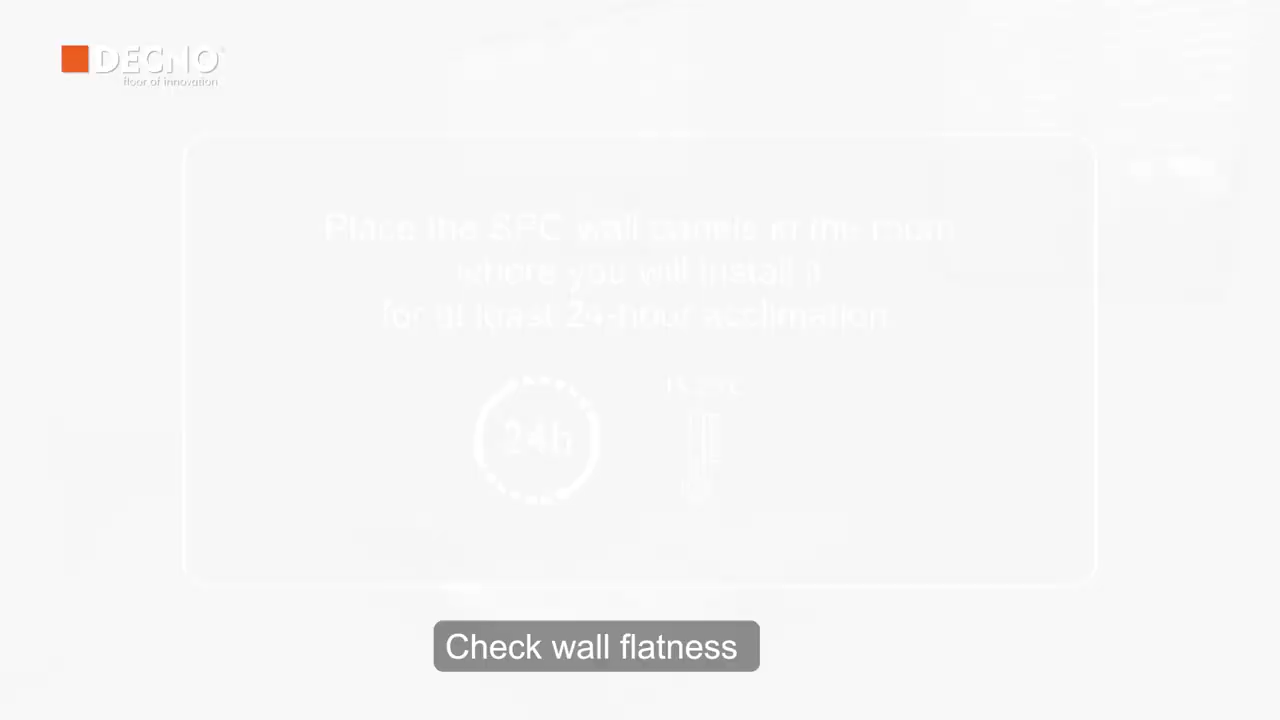 DECNO
floor of innovation
Place the SPC wall panels in the room
where you will install it
for at least 24-hour acclimation
24h
Check wall flatness